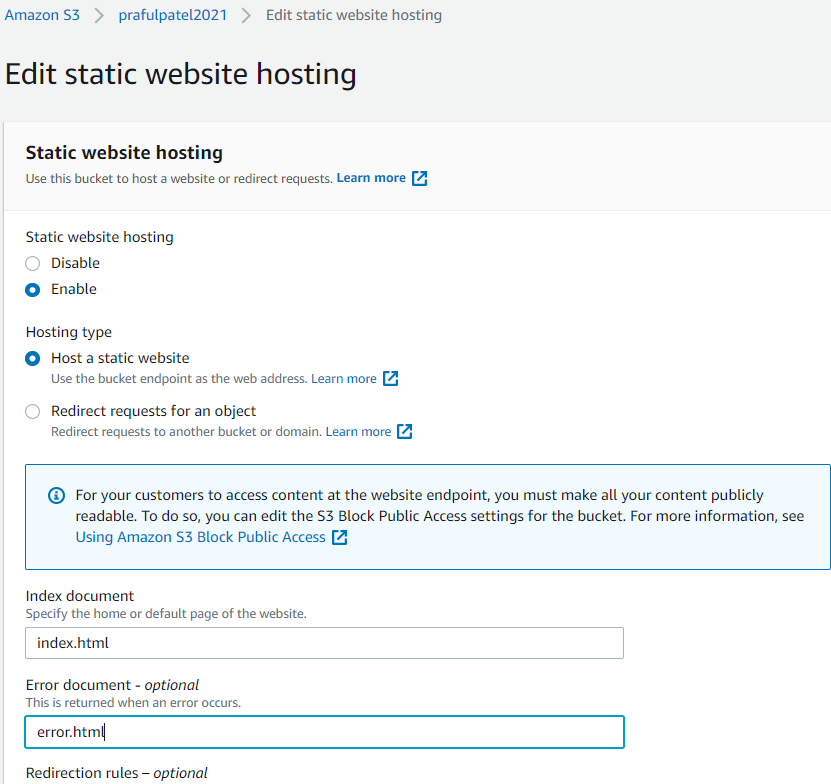 Amazon S3 > prafulpatel2021 > Edit static website hosting
Edit static website hosting
Static website hosting
Use this bucket to host a website or redirect requests. Learn more
Static website hosting
Disable
Enable
Hosting type
Host a static website
Use the bucket endpoint as the web address. Learn more
Redirect requests for an object
Redirect requests to another bucket or domain. Learn more
For your customers to access content at the website endpoint, you must make all your content publicly
readable. To do so, you can edit the S3 Block Public Access settings for the bucket. For more information, see
Using Amazon S3 Block Public Access
Index document
Specify the home or default page of the website.
index.html
Error document - optional
This is returned when an error occurs.
error.html
Redirection rules – optional